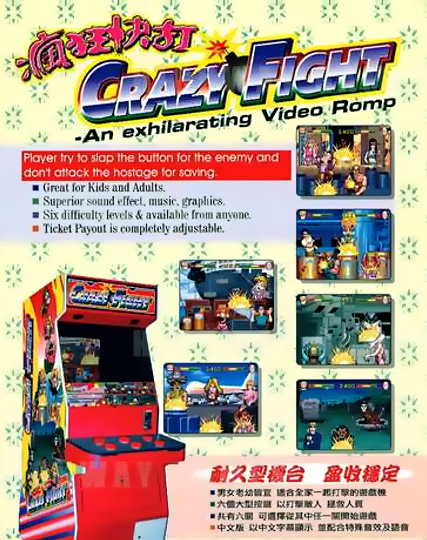 瘋狂快打
CRAZY FIGHT
-An exhilarating Video Romp
Player try to slap the button for the enemy and
don't attack the hostage for saving.
Great for Kids and Adults.
Superior sound effect, music, graphics.
Six difficulty levels & available from anyone.
Ticket Payout is completely adjustable.
CRAZY FIGHT
CRAZY FIGHT
耐久型機台 盈收穩定
男女老幼皆宜 適合全家一起打擊的遊戲機
六個大型按鍵 以打擊敵人 拯救人質
共有六關 可選擇從其中任一關開始遊戲
中文版 以中文字幕顯示 並配合特殊音效及語音